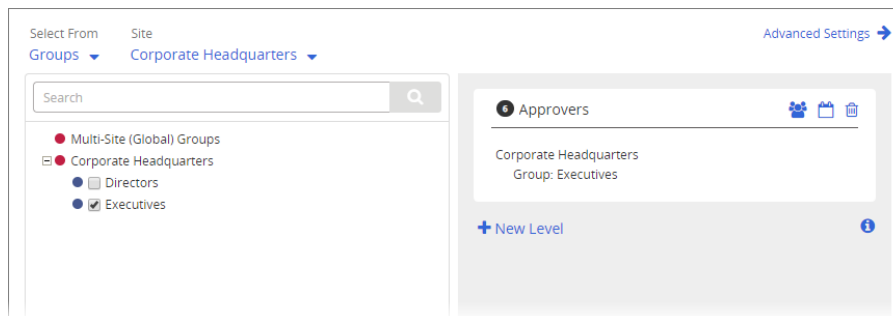 Select From Site
Groups Corporate Headquarters
Advanced Settings
Search
Multi-Site (Global) Groups
Corporate Headquarters
Directors
Executives
6 Approvers
Corporate Headquarters
Group: Executives
New Level